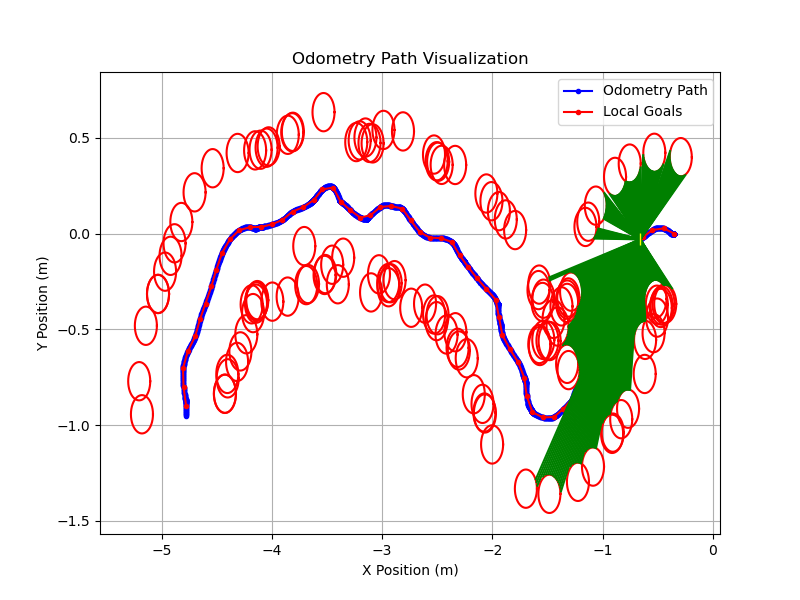 Odometry Path Visualization
Odometry Path
Local Goals
0.5
0.0
−0.5
−1.0
−1.5
Y Position (m)
−5 −4 −3 −2 −1 0
X Position (m)